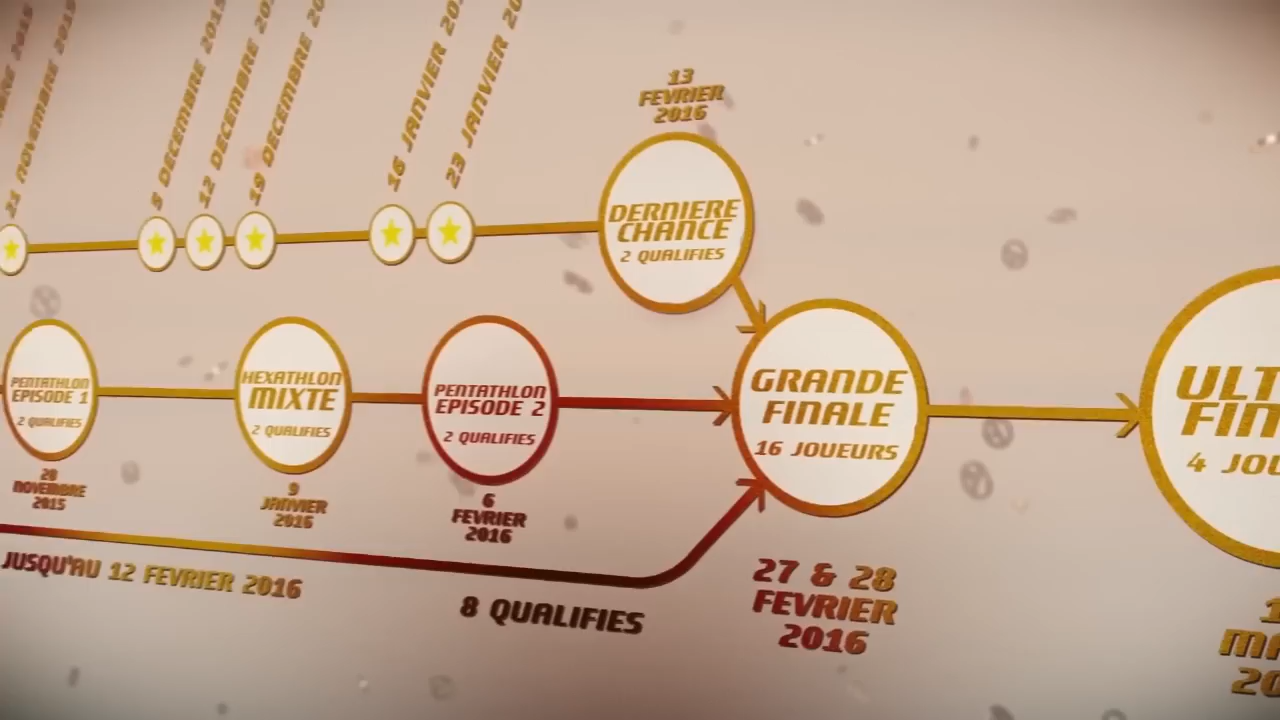 21 NOVEMBRE 2015
5 DECEMBRE 2015
12 DECEMBRE
19 DECEMBRE
16 JANVIER
23 JANVIER
13
FEVRIER
2016
DERNIERE
CHANCE
2 QUALIFIES
PENTATHLON
EPISODE 1
2 QUALIFIES
28
NOVEMBRE
2015
HEXATHLON
MIXTE
2 QUALIFIES
9
JANVIER
2016
PENTATHLON
EPISODE 2
2 QUALIFIES
6
FEVRIER
2016
GRANDE
FINALE
16 JOUEURS
27 & 28
FEVRIER
2016
JUSQU'AU 12 FEVRIER 2016
8 QUALIFIES
4